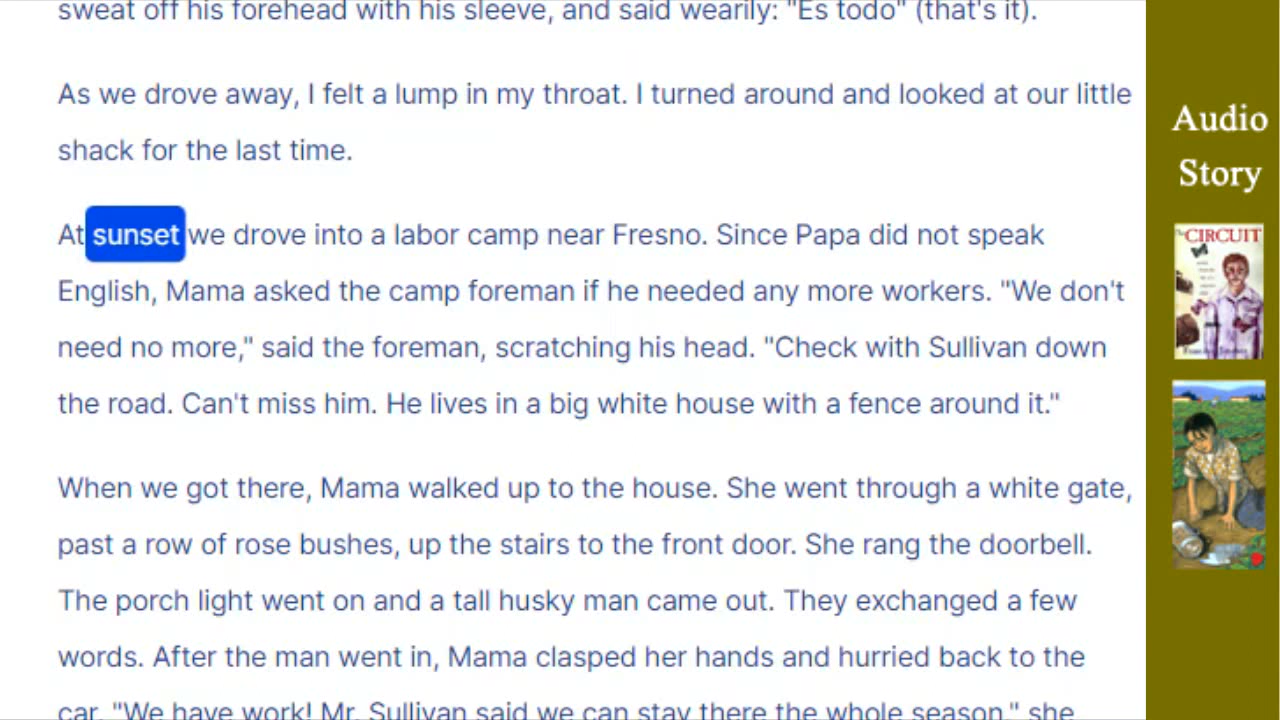 sweat off his forehead with his sleeve, and said wearily: "Es todo" (that's it).
As we drove away, I felt a lump in my throat. I turned around and looked at our little
shack for the last time.
At sunset we drove into a labor camp near Fresno. Since Papa did not speak
English, Mama asked the camp foreman if he needed any more workers. "We don't
need no more," said the foreman, scratching his head. "Check with Sullivan down
the road. Can't miss him. He lives in a big white house with a fence around it."
When we got there, Mama walked up to the house. She went through a white gate,
past a row of rose bushes, up the stairs to the front door. She rang the doorbell.
The porch light went on and a tall husky man came out. They exchanged a few
words. After the man went in, Mama clasped her hands and hurried back to the
car. "We have work! Mr. Sullivan said we can stay there the whole season," she
Audio
Story
The CIRCUIT